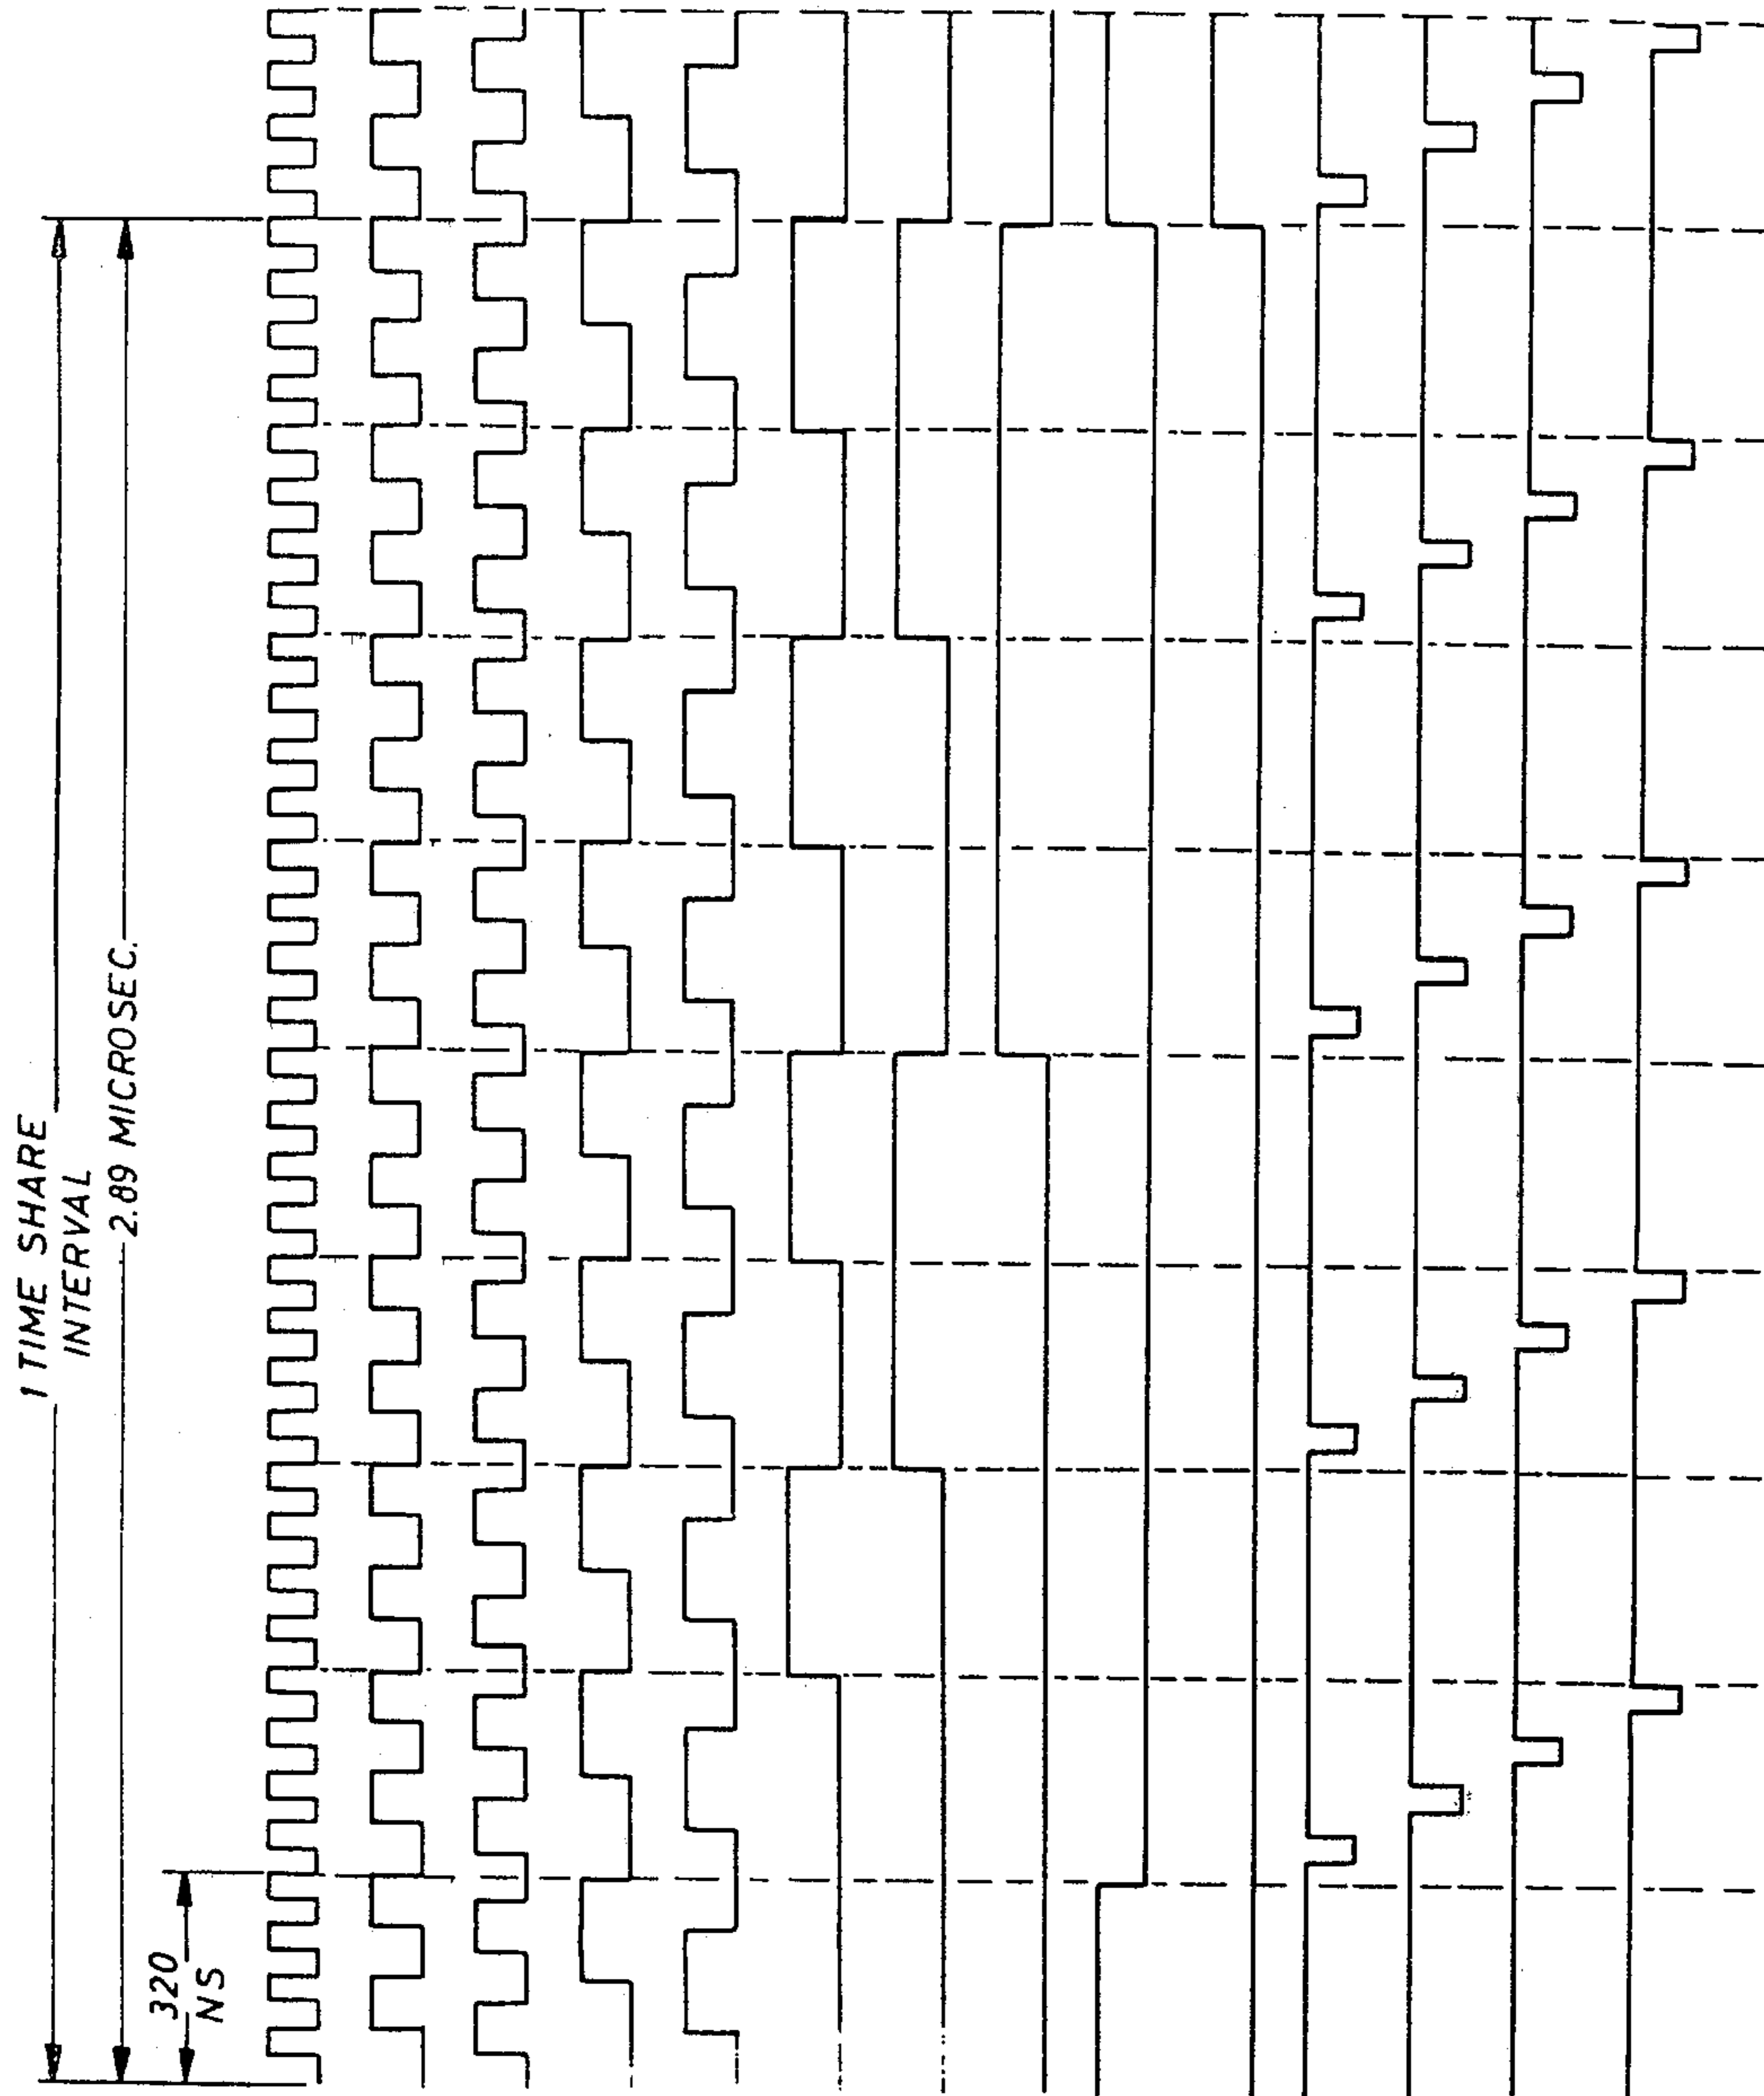 1 TIME SHARE
INTERVAL
2.89 MICROSEC.
320
NS